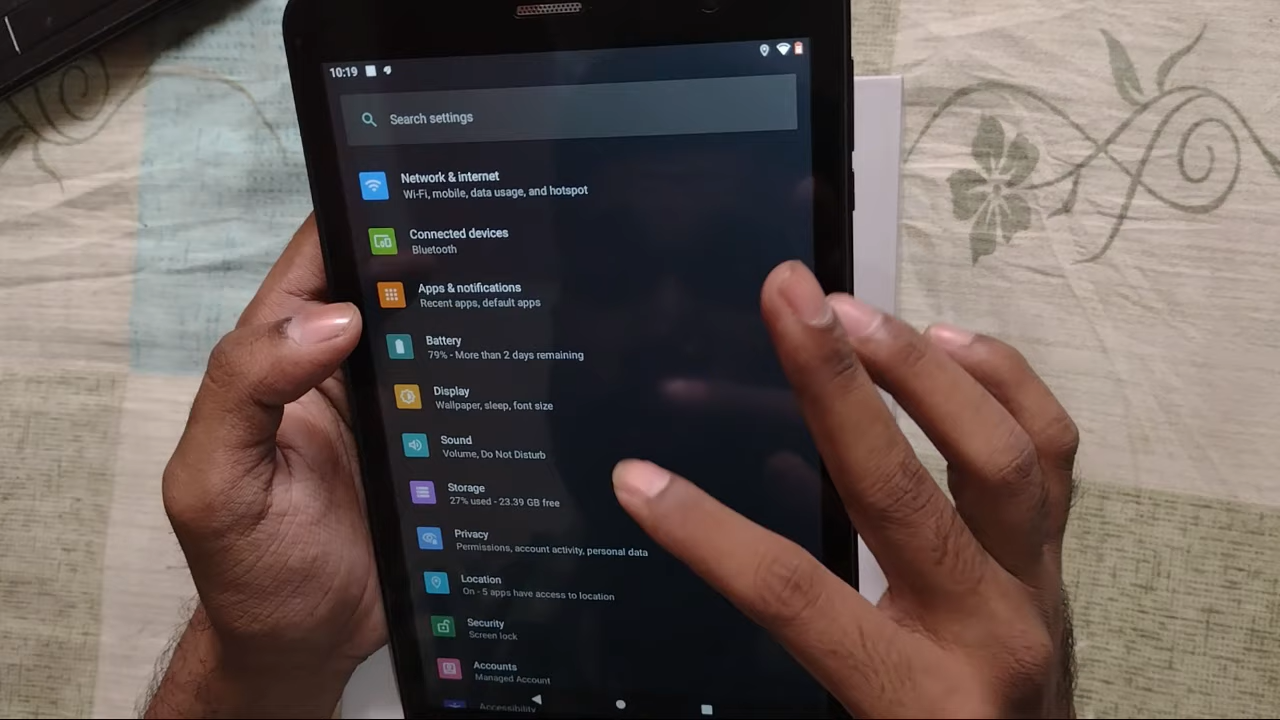 10:19
Search settings
Network & internet
Wi-Fi, mobile, data usage, and hotspot
Connected devices
Bluetooth
Apps & notifications
Recent apps, default apps
Battery
79% - More than 2 days remaining
Display
Wallpaper, sleep, font size
Sound
Volume, Do Not Disturb
Storage
27% used - 23.39 GB free
Privacy
Permissions, account activity, personal data
Location
On - 5 apps have access to location
Security
Screen lock
Accounts
Managed Account
Accessibility